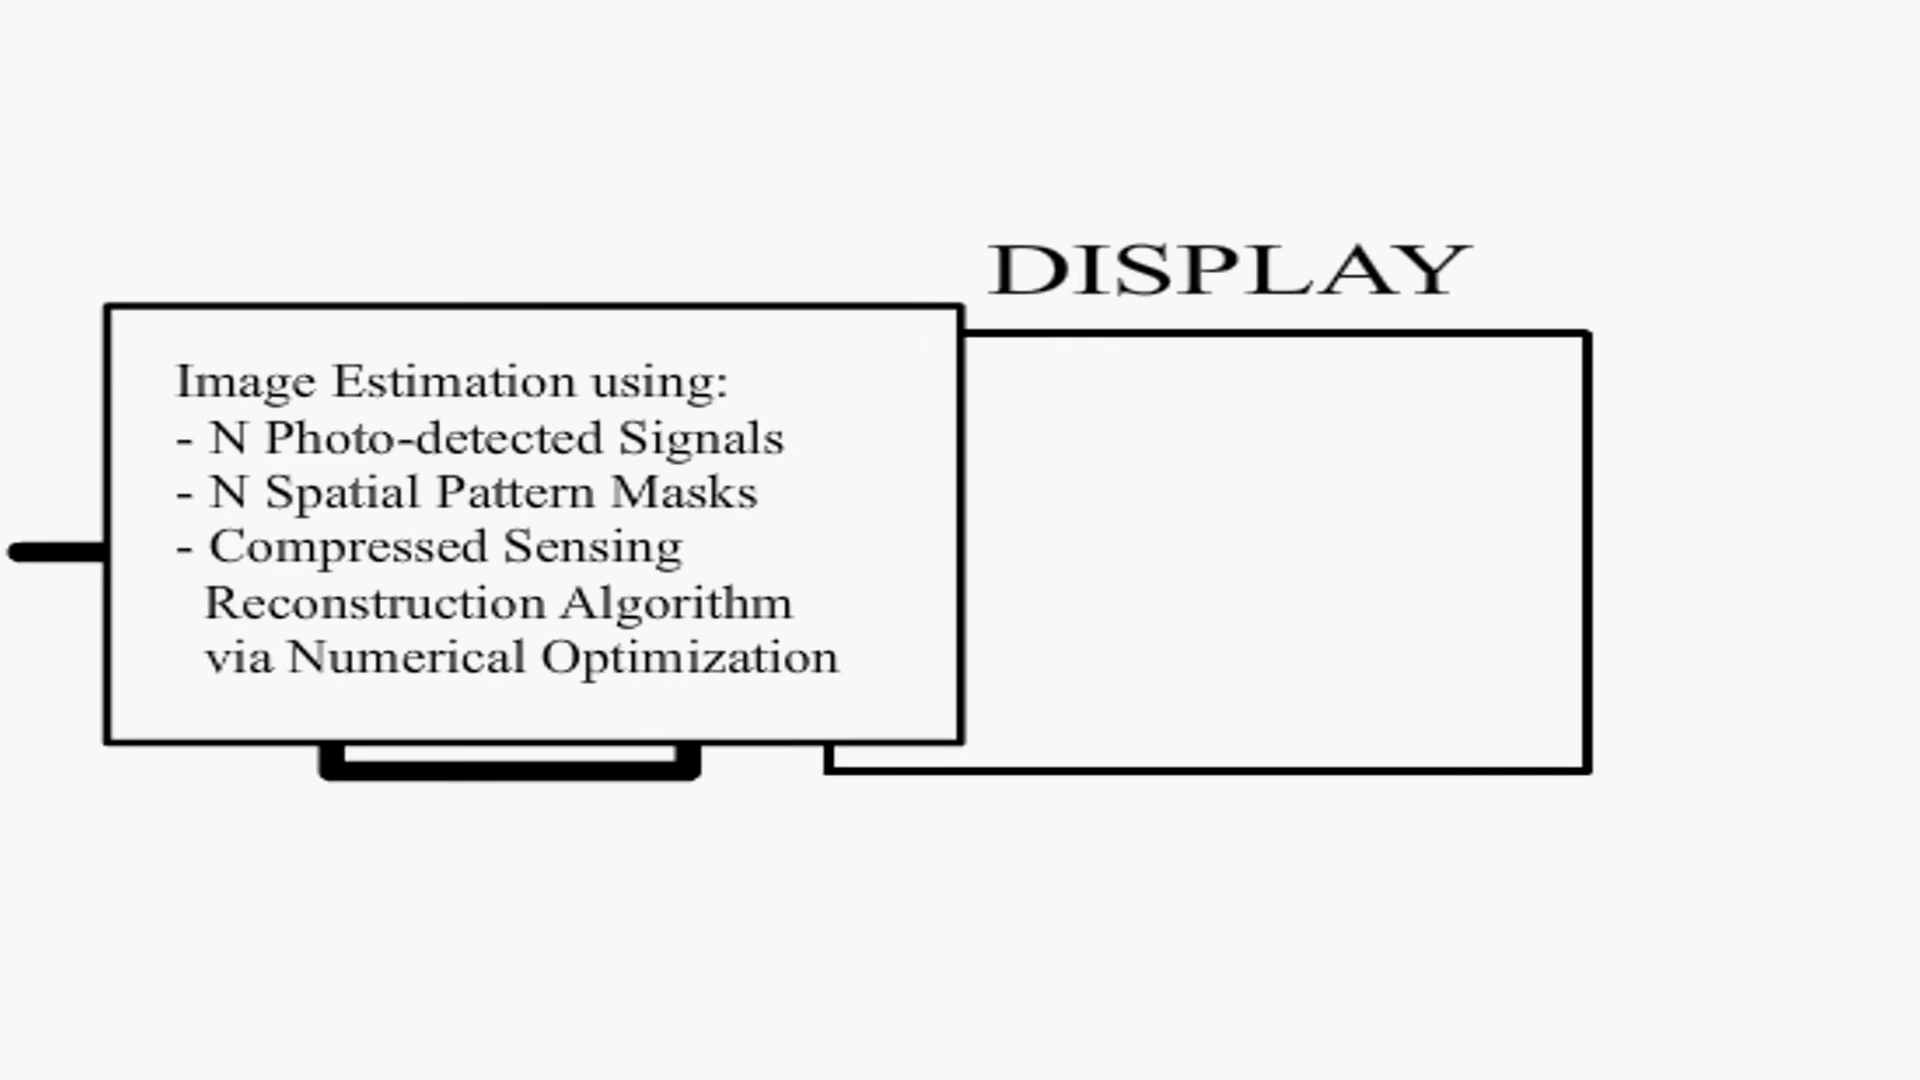 DISPLAY
Image Estimation using:
- N Photo-detected Signals
- N Spatial Pattern Masks
- Compressed Sensing
Reconstruction Algorithm
via Numerical Optimization